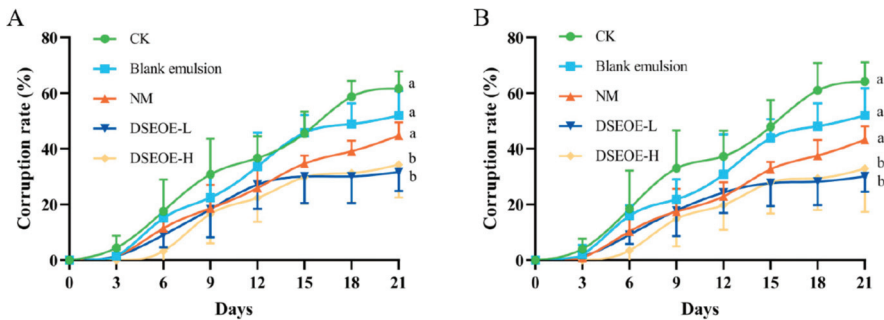 A
Corruption rate (%)
80
60
40
20
0
CK
Blank emulsion
NM
DSEOE-L
DSEOE-H
a
a
a
b
b
0 3 6 9 12 15 18 21
Days
B
Corruption rate (%)
80
60
40
20
0
CK
Blank emulsion
NM
DSEOE-L
DSEOE-H
a
a
a
b
b
0 3 6 9 12 15 18 21
Days